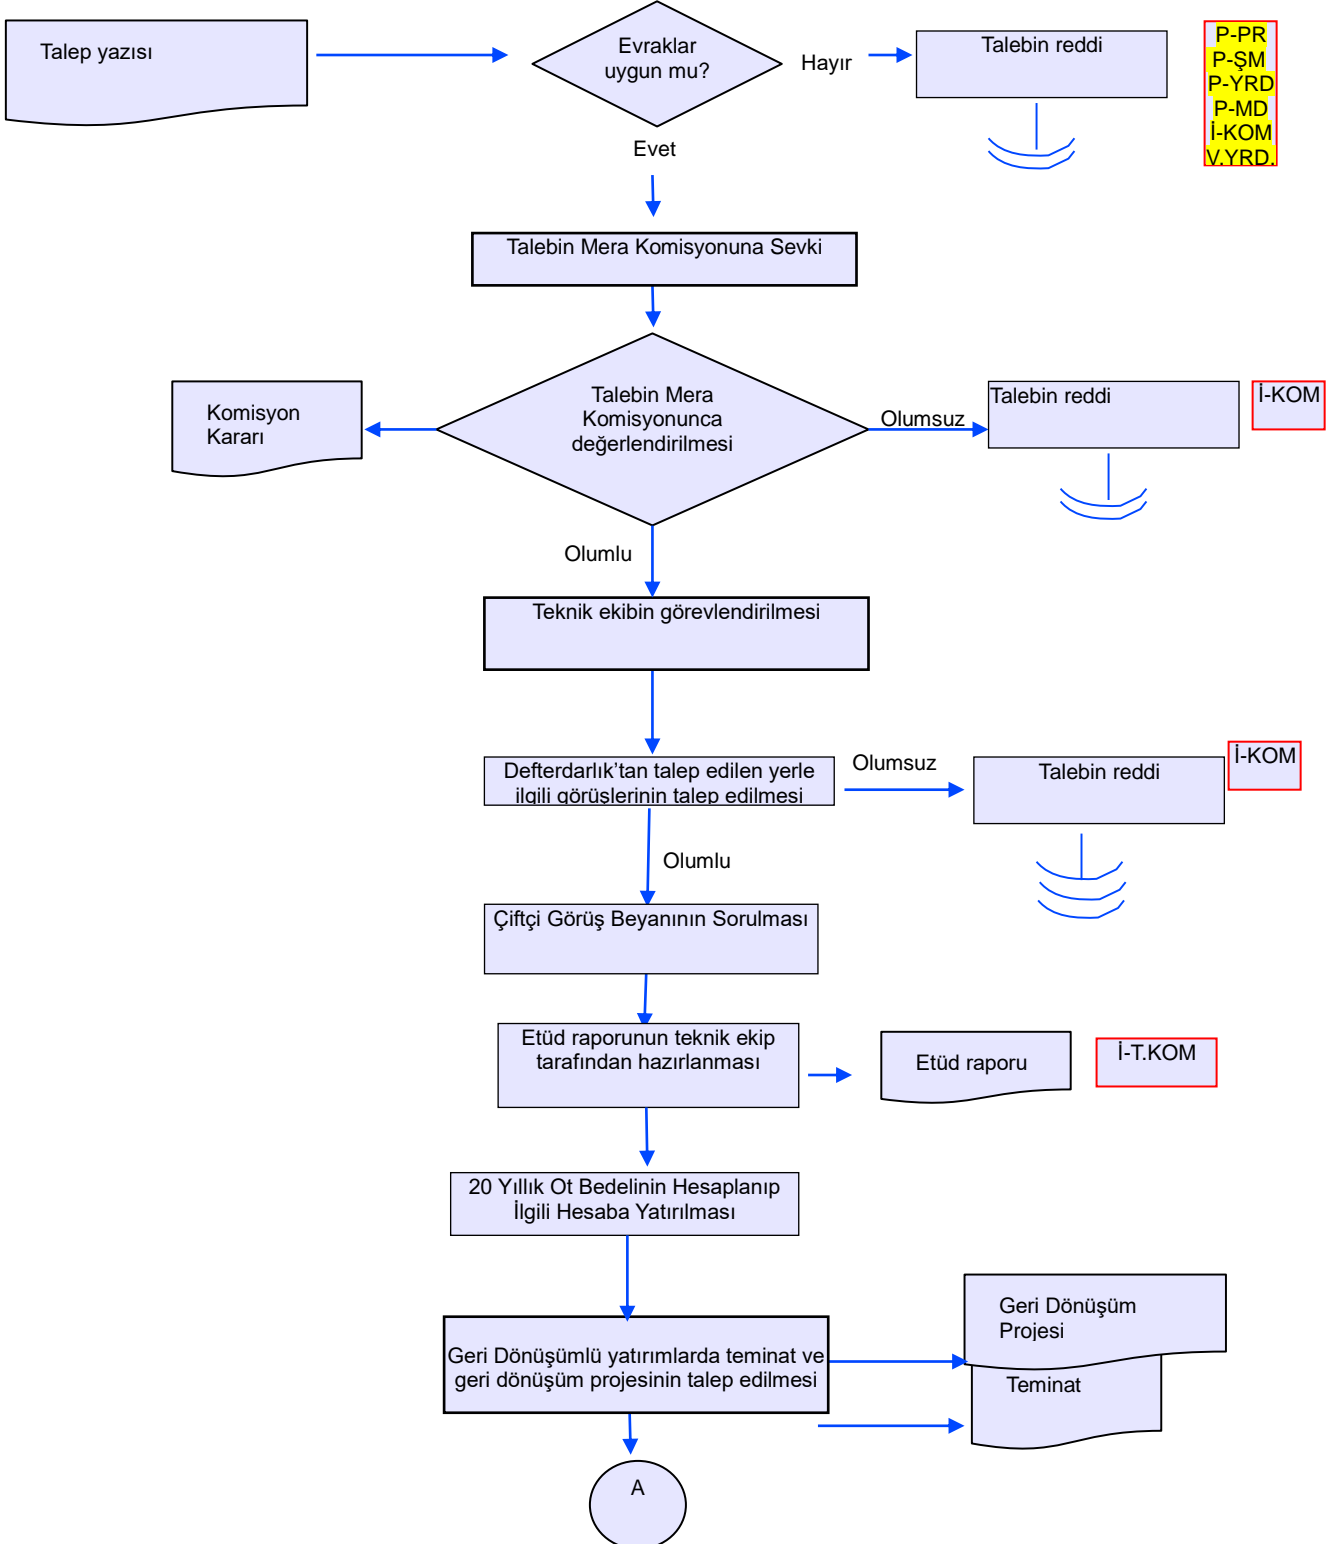 Talep yazısı
Evraklar
uygun mu?
Hayır
Talebin reddi
P-PR
P-ŞM
P-YRD
P-MD
İ-KOM
V.YRD.
Evet
Talebin Mera Komisyonuna Sevki
Komisyon
Kararı
Talebin Mera
Komisyonunca
değerlendirilmesi
Olumsuz
Talebin reddi
İ-KOM
Olumlu
Teknik ekibin görevlendirilmesi
Defterdarlık’tan talep edilen yerle
ilgili görüşlerinin talep edilmesi
Olumsuz
Talebin reddi
İ-KOM
Olumlu
Çiftçi Görüş Beyanının Sorulması
Etüd raporunun teknik ekip
tarafından hazırlanması
Etüd raporu
İ-T.KOM
20 Yıllık Ot Bedelinin Hesaplanıp
İlgili Hesaba Yatırılması
Geri Dönüşümlü yatırımlarda teminat ve
geri dönüşüm projesinin talep edilmesi
Geri Dönüşüm
Projesi
Teminat
A